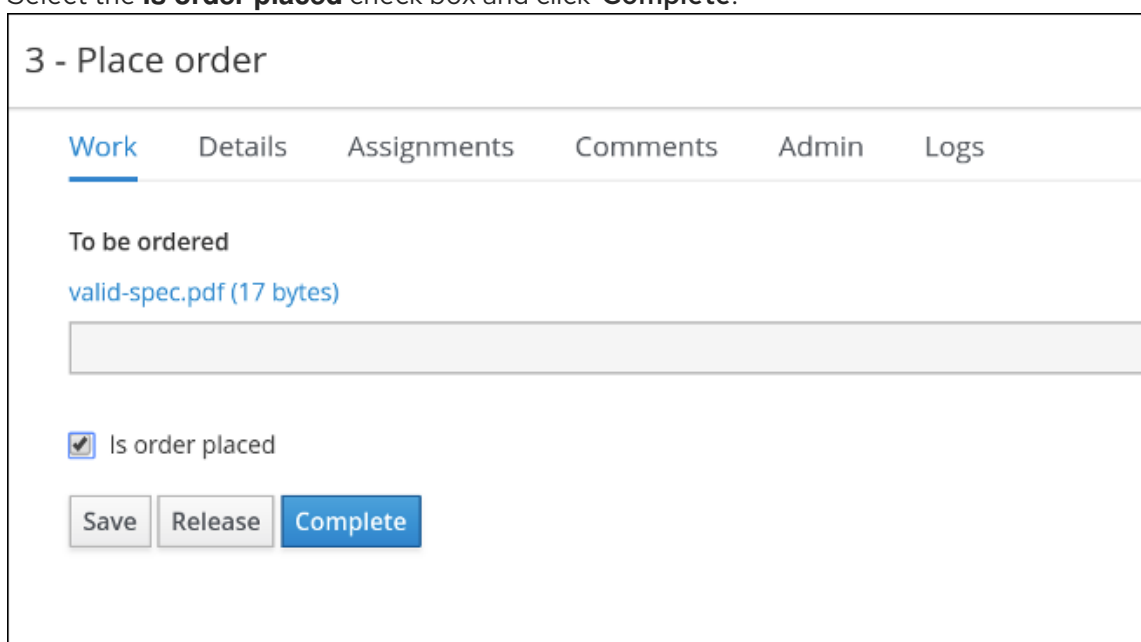 Select the Is order placed check box and click Complete.
3 - Place order
Work Details Assignments Comments Admin Logs
To be ordered
valid-spec.pdf (17 bytes)
Is order placed
Save Release Complete